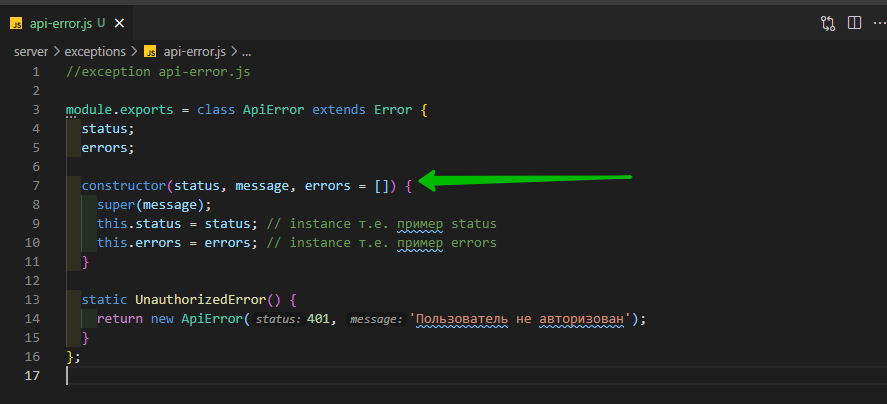 JS api-error.js U
server > exceptions > JS api-error.js > ...
1 //exception api-error.js
2
3 module.exports = class ApiError extends Error {
4 status;
5 errors;
6
7 constructor(status, message, errors = []) {
8 super(message);
9 this.status = status; // instance т.е. пример status
10 this.errors = errors; // instance т.е. пример errors
11 }
12
13 static UnauthorizedError() {
14 return new ApiError( status: 401, message: 'Пользователь не авторизован');
15 }
16 };
17